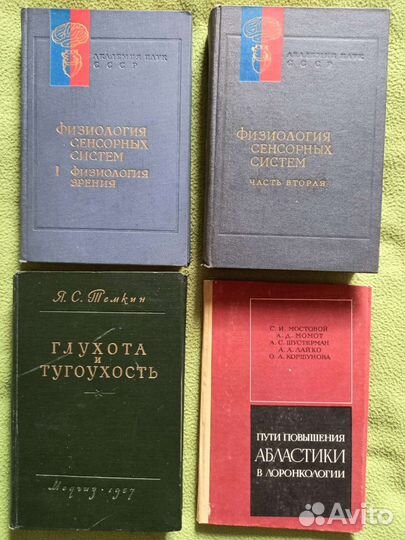 АКАДЕМИЯ НАУК
СССР
ФИЗИОЛОГИЯ
СЕНСОРНЫХ
СИСТЕМ
I ФИЗИОЛОГИЯ
ЗРЕНИЯ
АКАДЕМИЯ НАУК
СССР
ФИЗИОЛОГИЯ
СЕНСОРНЫХ
СИСТЕМ
ЧАСТЬ ВТОРАЯ
Я. С. Темкин
ГЛУХОТА
и
ТУГОУХОСТЬ
Медгиз · 1957
С. И. МОСТОВОЙ
А. Д. МОМОТ
А. С. ШУСТЕРМАН
А. А. ЛАЙКО
О. А. КОРШУНОВА
ПУТИ ПОВЫШЕНИЯ
АБЛАСТИКИ
В ЛОРОНКОЛОГИИ
Avito